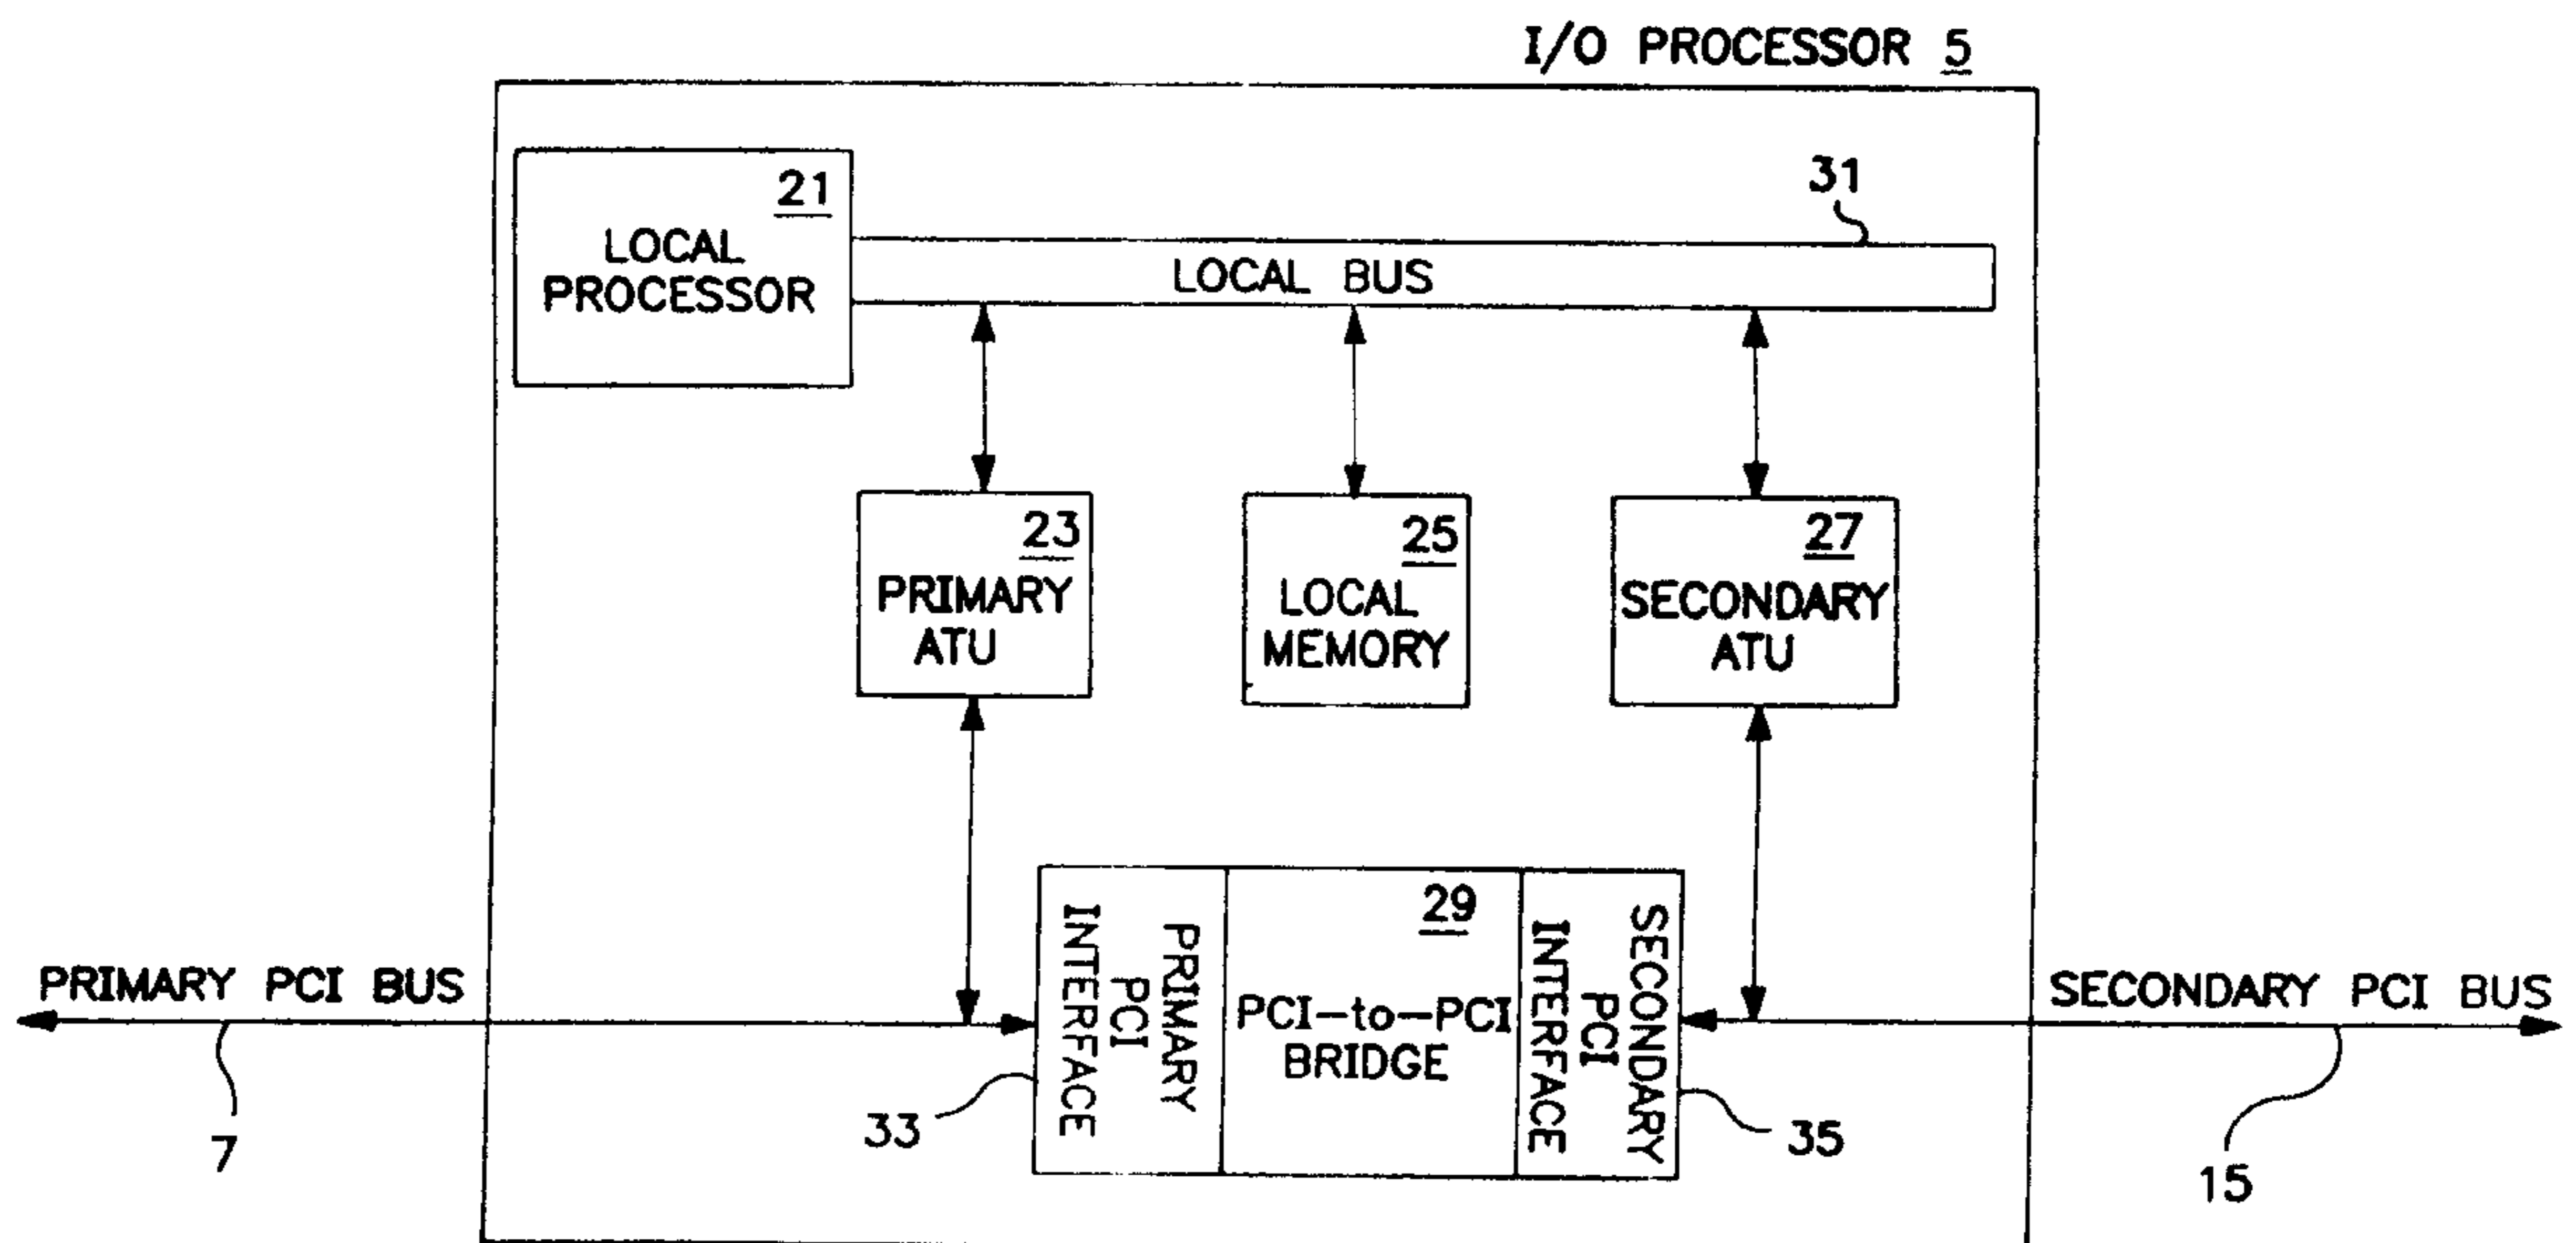 I/O PROCESSOR 5
21
LOCAL
PROCESSOR
31
LOCAL BUS
23
PRIMARY
ATU
25
LOCAL
MEMORY
27
SECONDARY
ATU
PRIMARY PCI BUS
7
PRIMARY
PCI
INTERFACE
33
29
PCI-to-PCI
BRIDGE
SECONDARY
PCI
INTERFACE
35
SECONDARY PCI BUS
15